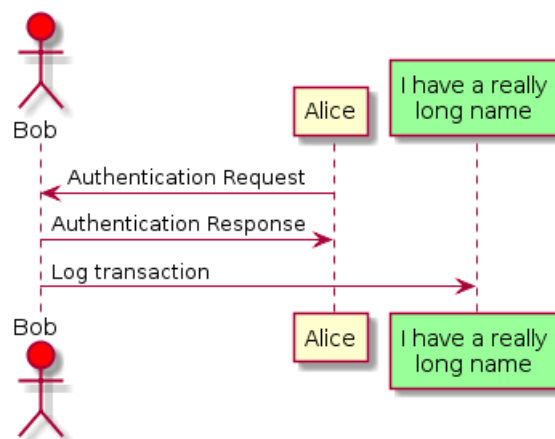 Bob
Alice
I have a really
long name
Authentication Request
Authentication Response
Log transaction
Bob
Alice
I have a really
long name